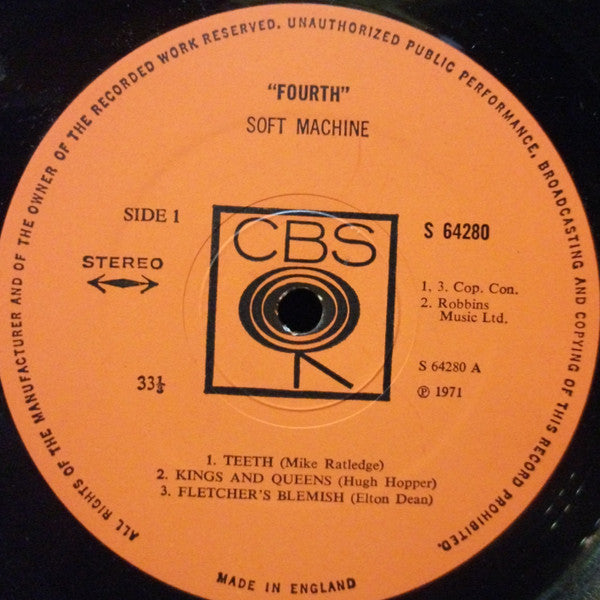 ALL RIGHTS OF THE MANUFACTURER AND OF THE OWNER OF THE RECORDED WORK RESERVED. UNAUTHORIZED PUBLIC PERFORMANCE, BROADCASTING AND COPYING OF THIS RECORD PROHIBITED.
"FOURTH"
SOFT MACHINE
SIDE 1
CBS
S 64280
STEREO
1, 3. Cop. Con.
2. Robbins
Music Ltd.
33⅓
S 64280 A
℗ 1971
1. TEETH (Mike Ratledge)
2. KINGS AND QUEENS (Hugh Hopper)
3. FLETCHER'S BLEMISH (Elton Dean)
MADE IN ENGLAND